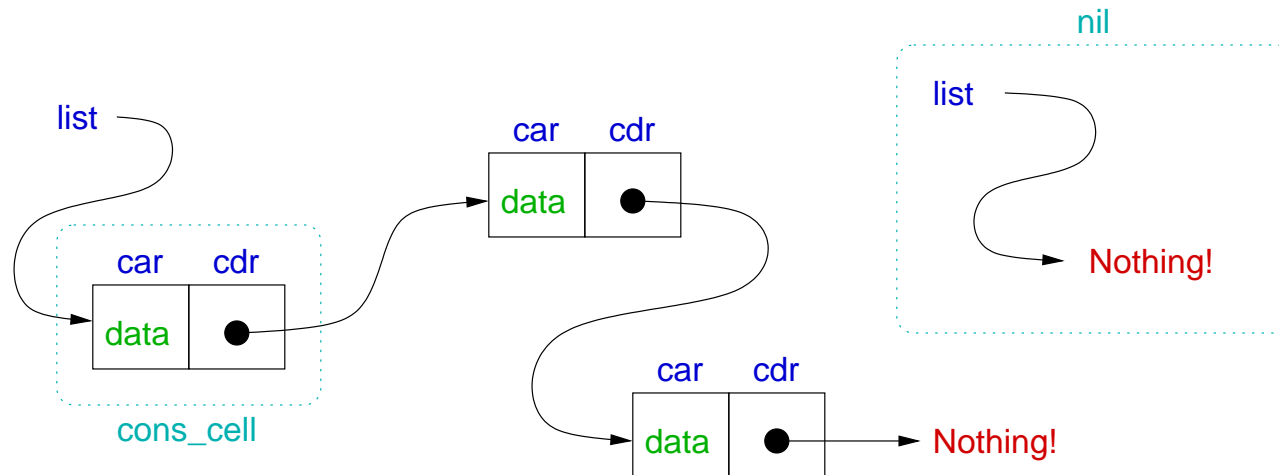 nil
list
list
car cdr
data
car cdr
data
Nothing!
cons_cell
car cdr
data
Nothing!